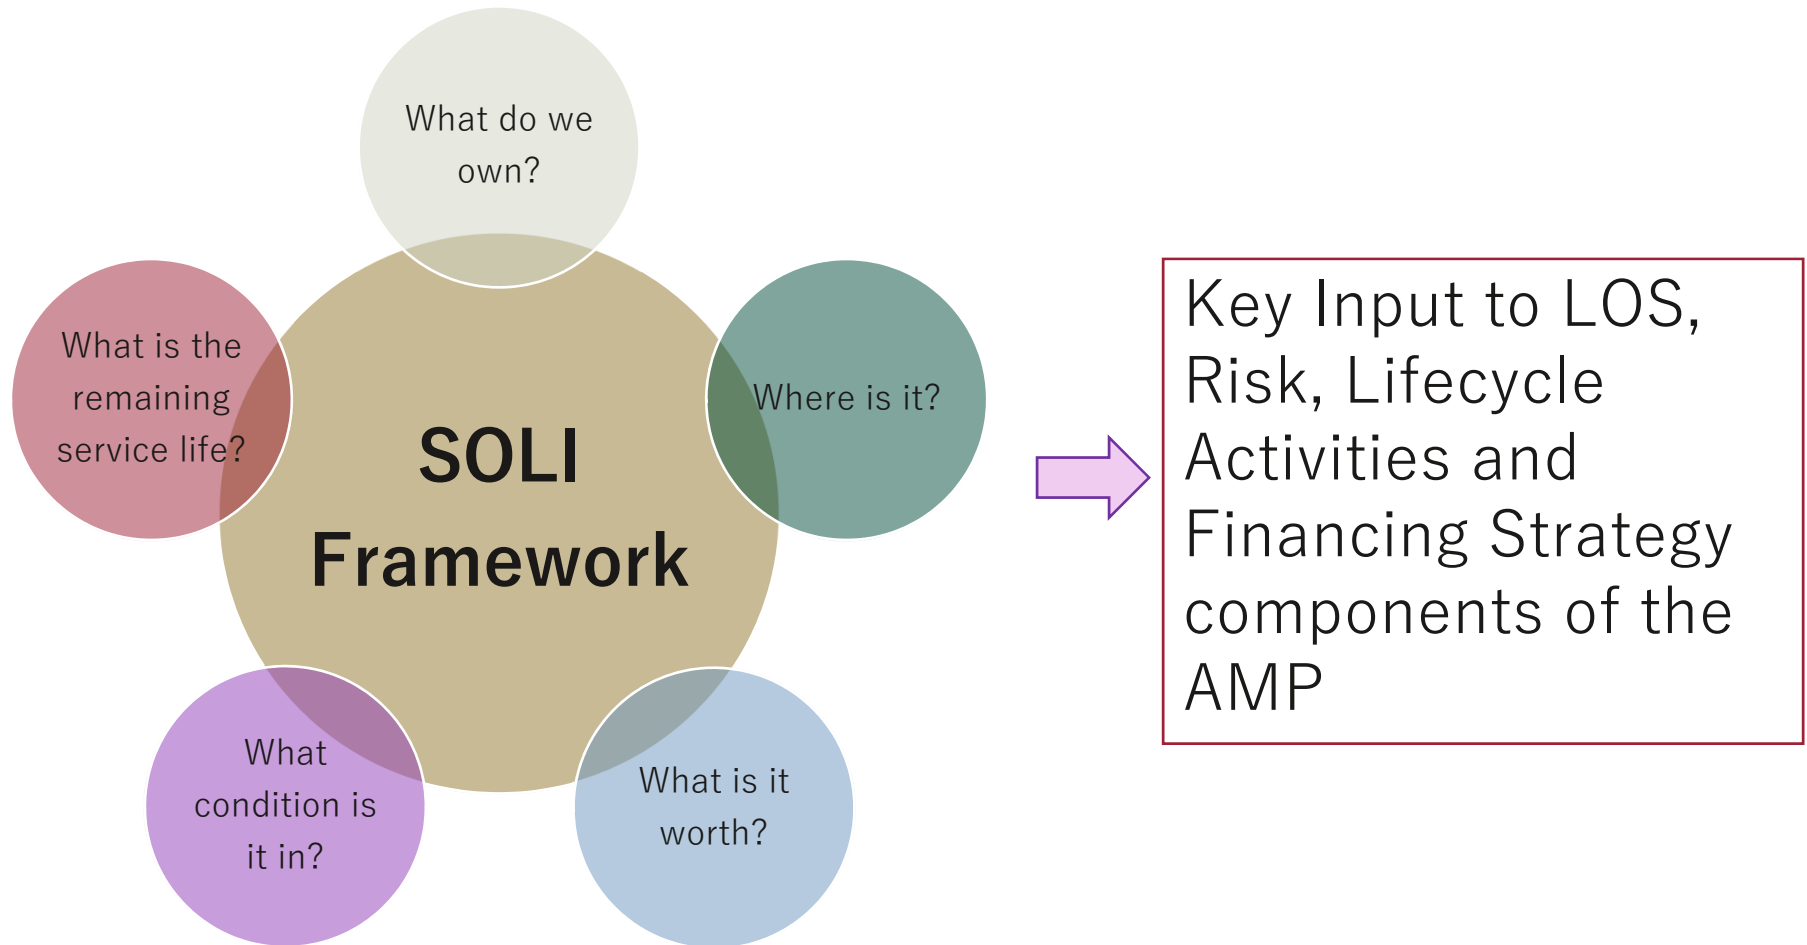 What do we
own?
Where is it?
What is it
worth?
What
condition is
it in?
What is the
remaining
service life?
SOLI
Framework
Key Input to LOS,
Risk, Lifecycle
Activities and
Financing Strategy
components of the
AMP